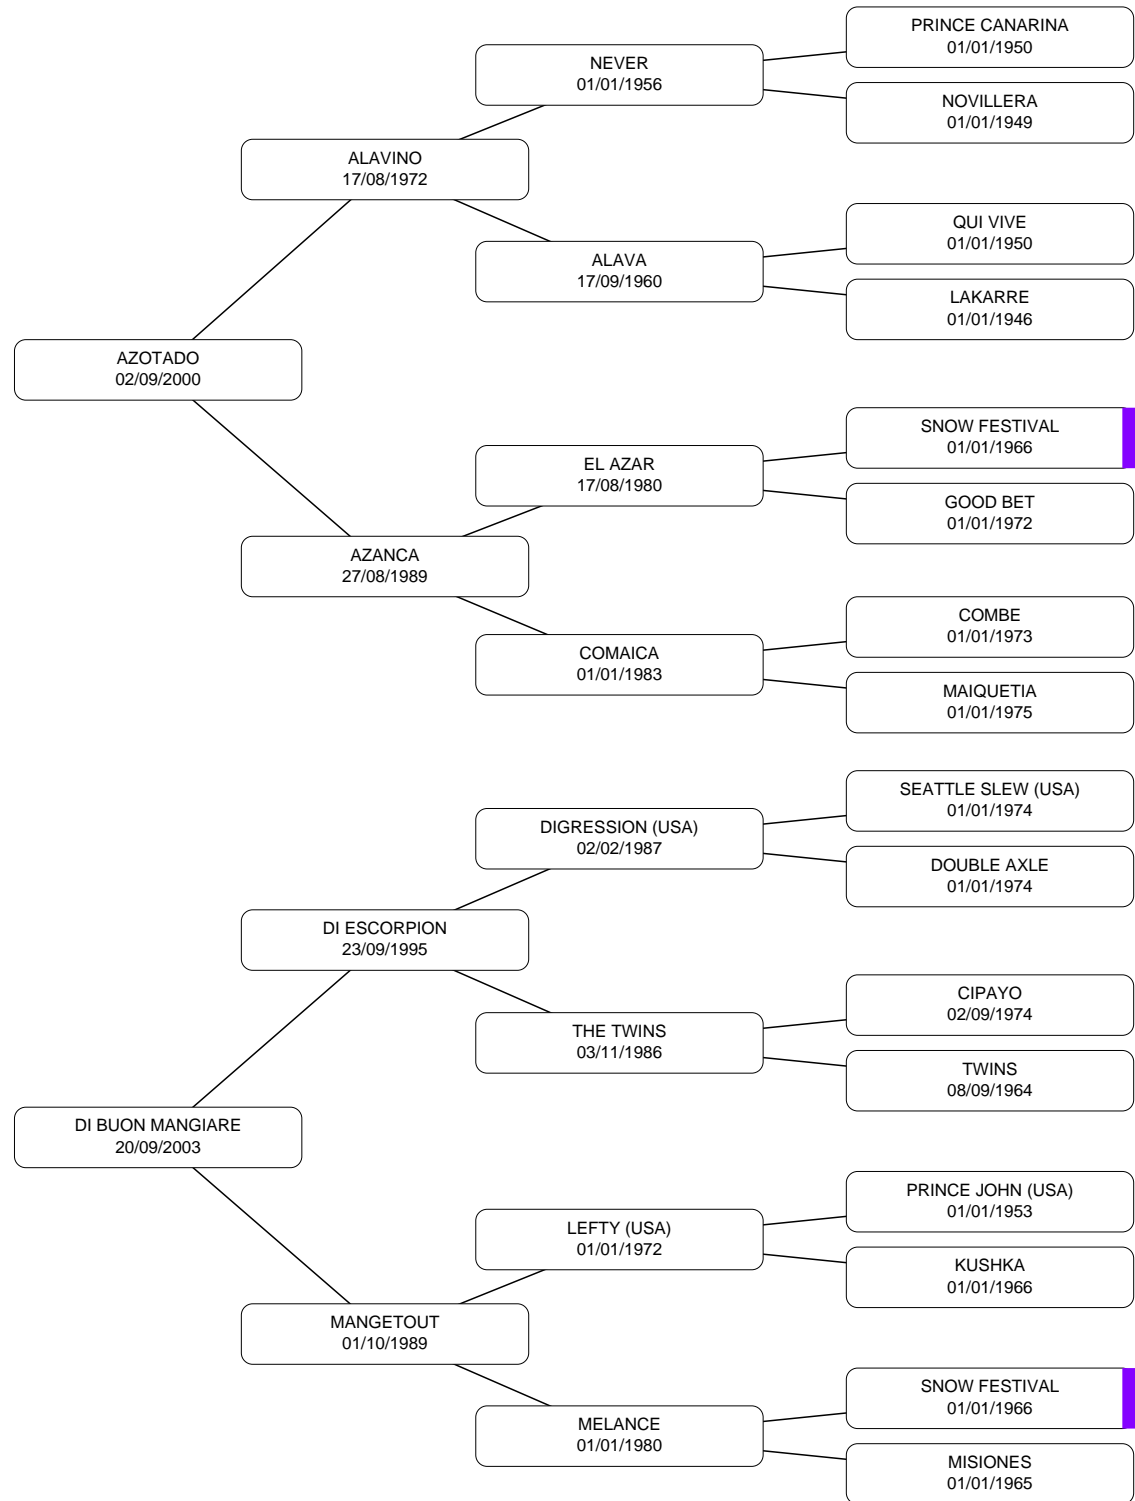 PRINCE CANARINA
01/01/1950
NEVER
01/01/1956
NOVILLERA
01/01/1949
ALAVINO
17/08/1972
QUI VIVE
01/01/1950
ALAVA
17/09/1960
LAKARRE
01/01/1946
AZOTADO
02/09/2000
SNOW FESTIVAL
01/01/1966
EL AZAR
17/08/1980
GOOD BET
01/01/1972
AZANCA
27/08/1989
COMBE
01/01/1973
COMAICA
01/01/1983
MAIQUETIA
01/01/1975
SEATTLE SLEW (USA)
01/01/1974
DIGRESSION (USA)
02/02/1987
DOUBLE AXLE
01/01/1974
DI ESCORPION
23/09/1995
CIPAYO
02/09/1974
THE TWINS
03/11/1986
TWINS
08/09/1964
DI BUON MANGIARE
20/09/2003
PRINCE JOHN (USA)
01/01/1953
LEFTY (USA)
01/01/1972
KUSHKA
01/01/1966
MANGETOUT
01/10/1989
SNOW FESTIVAL
01/01/1966
MELANCE
01/01/1980
MISIONES
01/01/1965